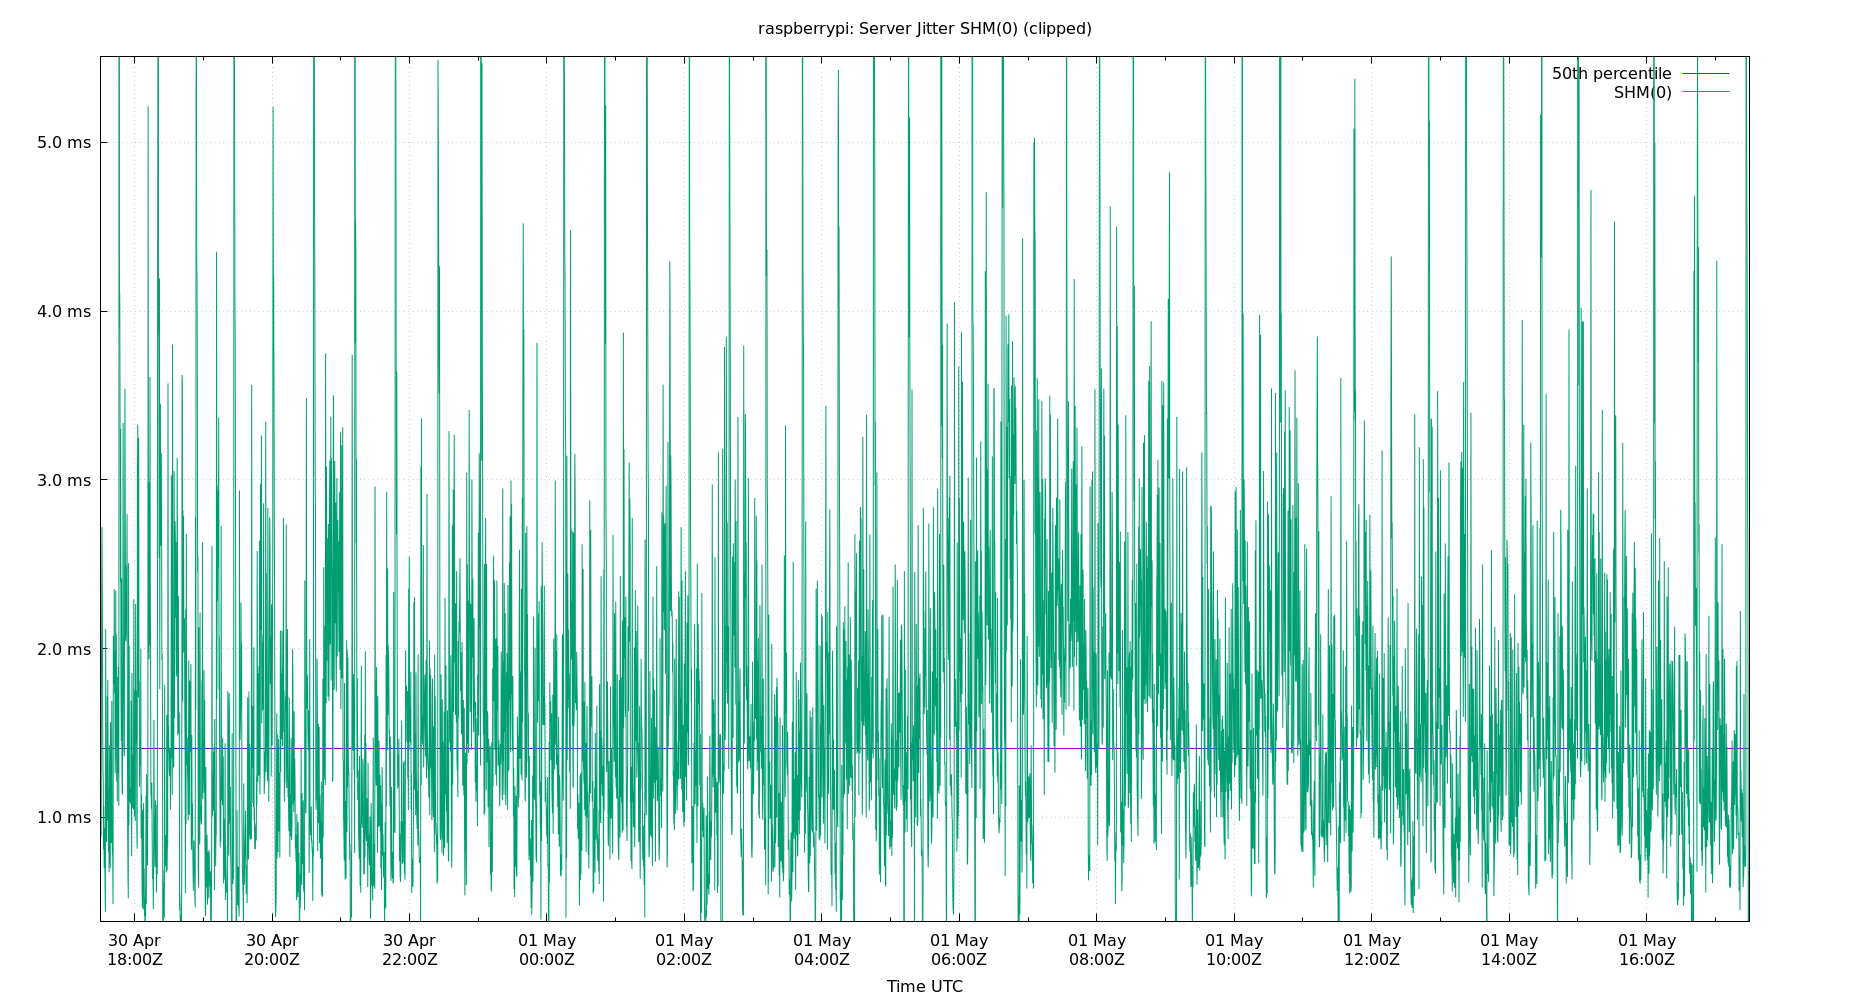 raspberrypi: Server Jitter SHM(0) (clipped)
50th percentile
SHM(0)
5.0 ms
4.0 ms
3.0 ms
2.0 ms
1.0 ms
30 Apr 30 Apr 30 Apr 01 May 01 May 01 May 01 May 01 May 01 May 01 May 01 May 01 May
18:00Z 20:00Z 22:00Z 00:00Z 02:00Z 04:00Z 06:00Z 08:00Z 10:00Z 12:00Z 14:00Z 16:00Z
Time UTC